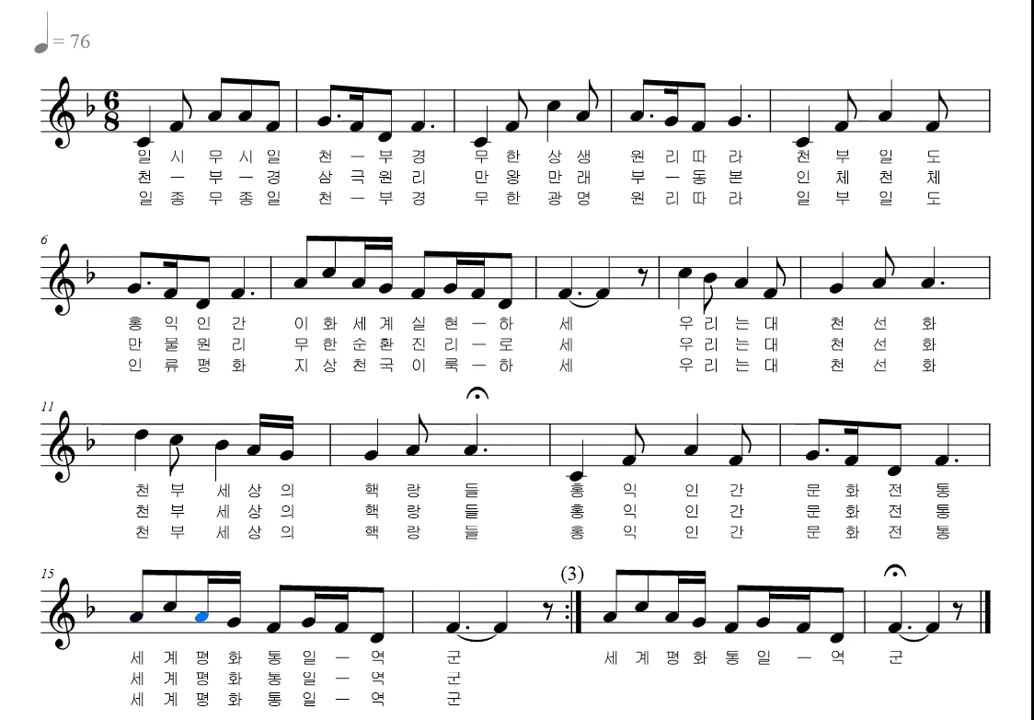 = 76
일 시 무 시 일 천 ― 부 경 무 한 상 생 원 리 따 라 천 부 일 도
천 ― 부 ― 경 삼 극 원 리 만 왕 만 래 부 ― 동 본 인 체 천 체
일 종 무 종 일 천 ― 부 경 무 한 광 명 원 리 따 라 일 부 일 도
6
홍 익 인 간 이 화 세 계 실 현 ― 하 세 우 리 는 대 천 선 화
만 물 원 리 무 한 순 환 진 리 ― 로 세 우 리 는 대 천 선 화
인 류 평 화 지 상 천 국 이 룩 ― 하 세 우 리 는 대 천 선 화
11
천 부 세 상 의 핵 랑 들 홍 익 인 간 문 화 전 통
천 부 세 상 의 핵 랑 들 홍 익 인 간 문 화 전 통
천 부 세 상 의 핵 랑 들 홍 익 인 간 문 화 전 통
15 (3)
세 계 평 화 통 일 ― 역 군 세 계 평 화 통 일 ― 역 군
세 계 평 화 통 일 ― 역 군
세 계 평 화 통 일 ― 역 군